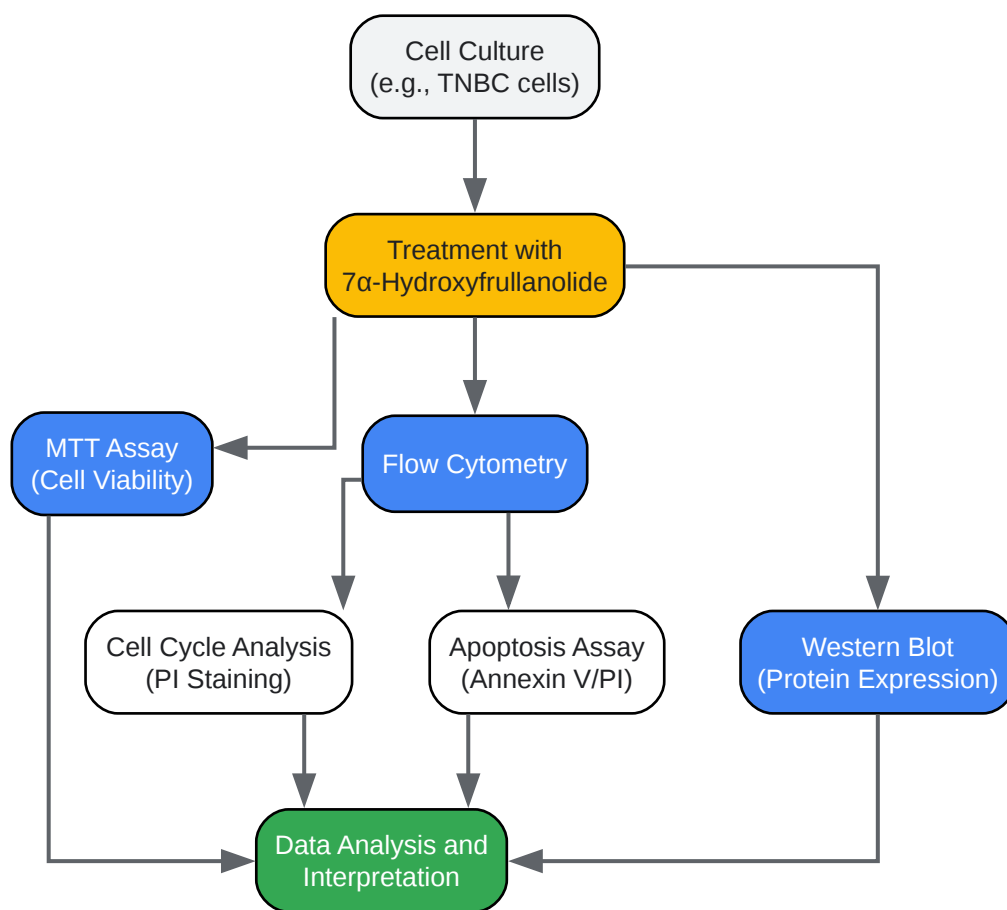 Cell Culture
(e.g., TNBC cells)
Treatment with
7α-Hydroxyfrullanolide
MTT Assay
(Cell Viability)
Flow Cytometry
Cell Cycle Analysis
(PI Staining)
Apoptosis Assay
(Annexin V/PI)
Western Blot
(Protein Expression)
Data Analysis and
Interpretation